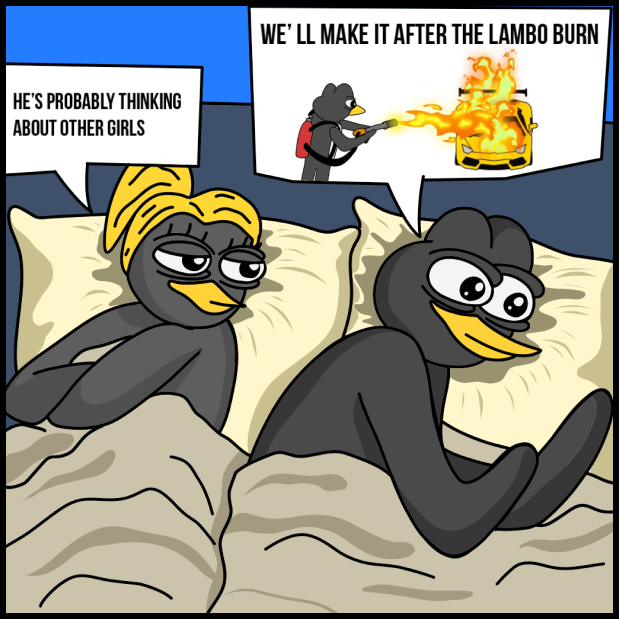 HE'S PROBABLY THINKING
ABOUT OTHER GIRLS
WE' LL MAKE IT AFTER THE LAMBO BURN